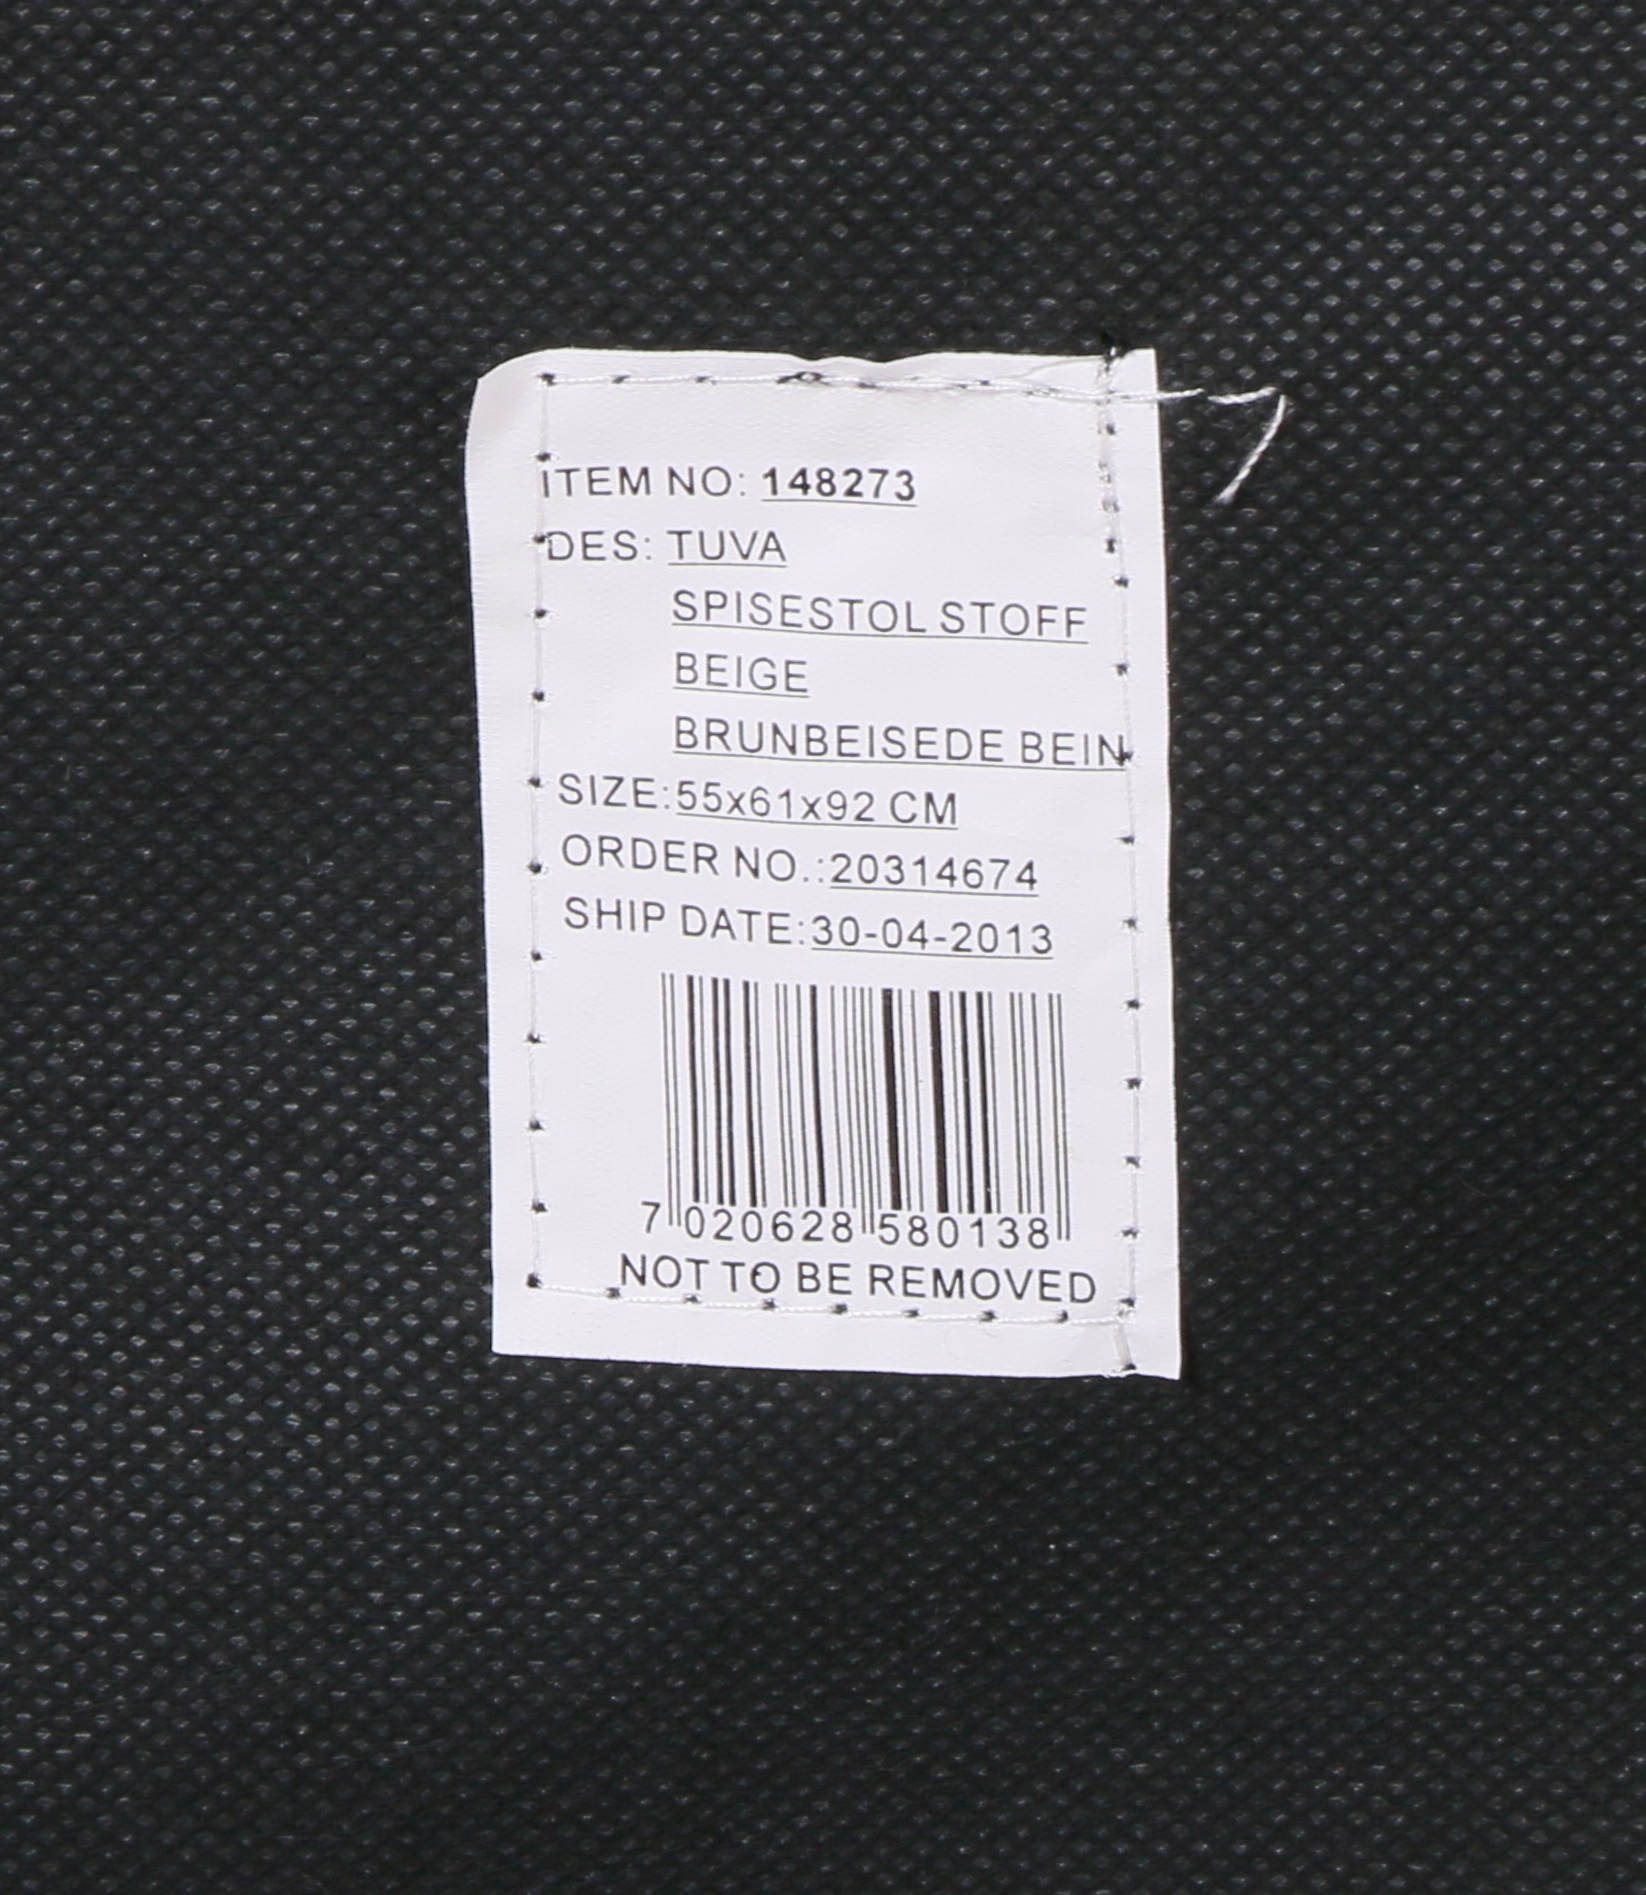 ITEM NO: 148273
DES: TUVA
SPISESTOL STOFF
BEIGE
BRUNBEISEDE BEIN
SIZE:55x61x92 CM
ORDER NO.:20314674
SHIP DATE:30-04-2013
7 020628 580138
NOT TO BE REMOVED